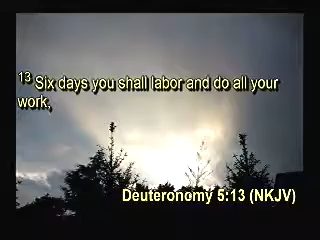 13 Six days you shall labor and do all your
work,
Deuteronomy 5:13 (NKJV)